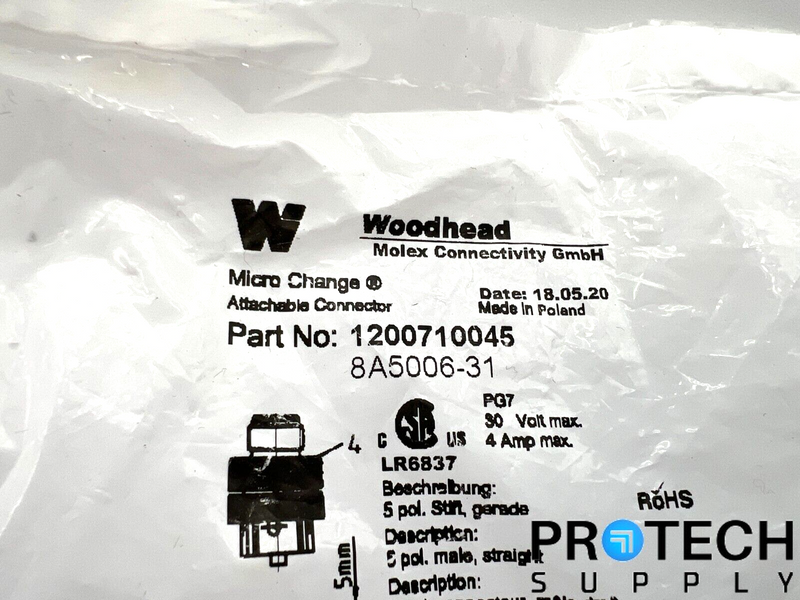 W
Woodhead
Molex Connectivity GmbH
Micro Change ®
Attachable Connector
Date: 18.05.20
Made in Poland
Part No: 1200710045
8A5006-31
PG7
30 Volt max.
4 Amp max.
C SA US
LR6837
4
Beschreibung:
5 pol. Stift, gerade
RoHS
Description:
5 pol. male, straight
5mm
Description:
PROTECH
SUPPLY